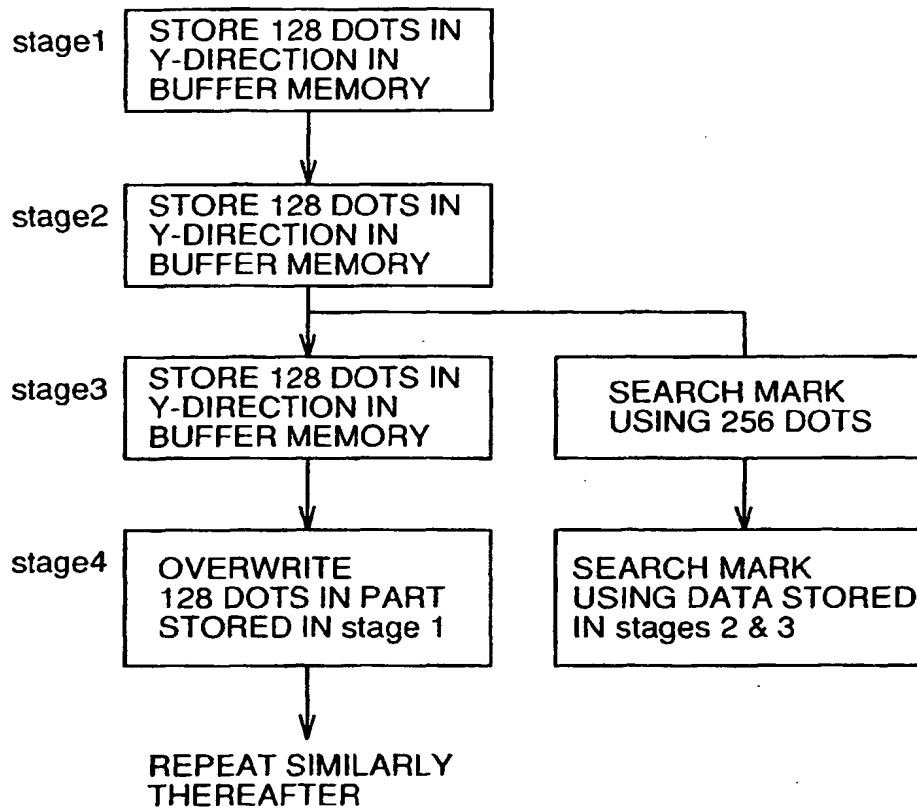 stage1
STORE 128 DOTS IN
Y-DIRECTION IN
BUFFER MEMORY
stage2
STORE 128 DOTS IN
Y-DIRECTION IN
BUFFER MEMORY
stage3
STORE 128 DOTS IN
Y-DIRECTION IN
BUFFER MEMORY
SEARCH MARK
USING 256 DOTS
stage4
OVERWRITE
128 DOTS IN PART
STORED IN stage 1
SEARCH MARK
USING DATA STORED
IN stages 2 & 3
REPEAT SIMILARLY
THEREAFTER